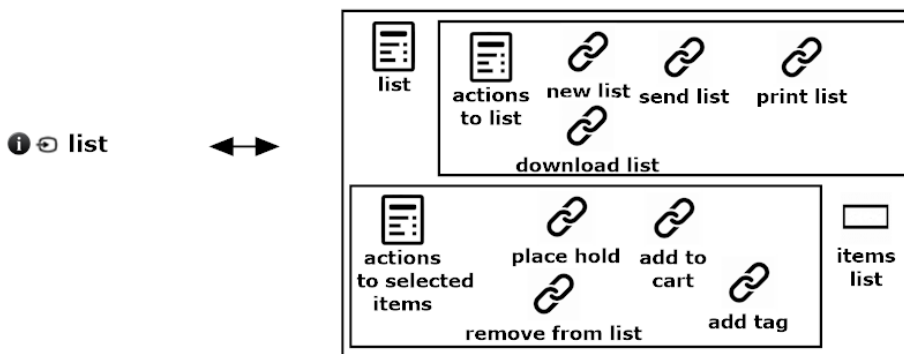 list
list
actions
to list
new list
send list
print list
download list
actions
to selected
items
place hold
add to
cart
remove from list
add tag
items
list